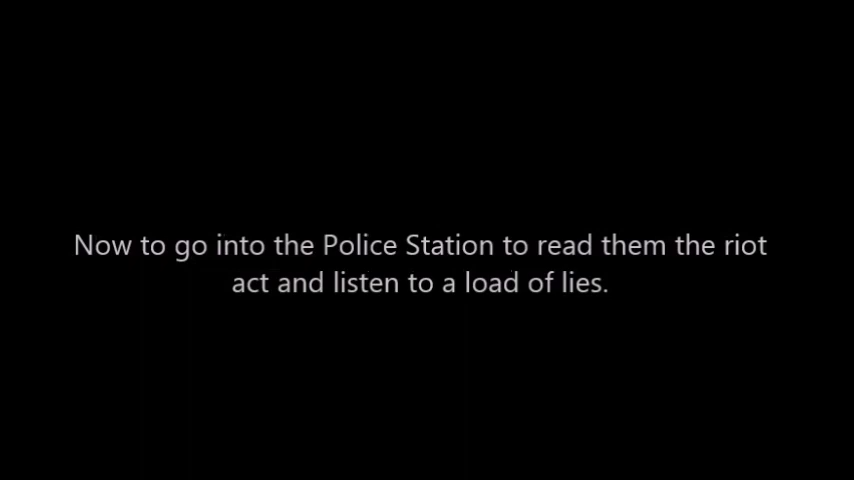 Now to go into the Police Station to read them the riot
act and listen to a load of lies.